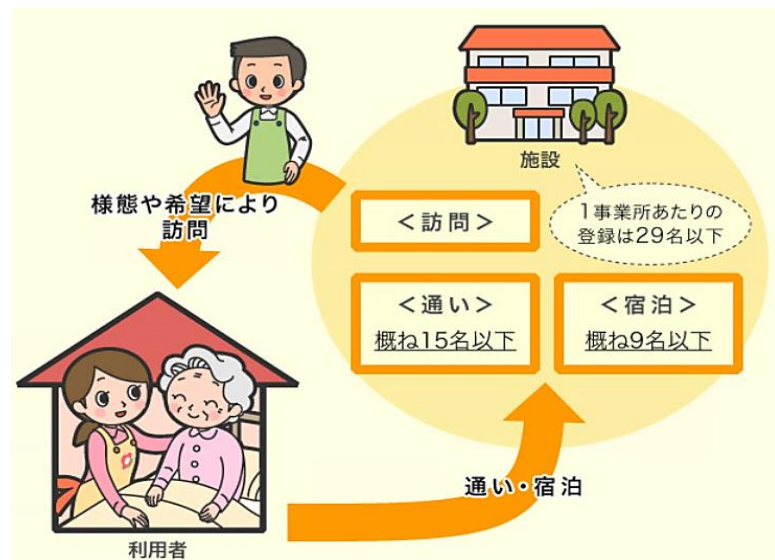 施設
1事業所あたりの
登録は29名以下
様態や希望により
訪問
＜訪問＞
＜通い＞
概ね15名以下
＜宿泊＞
概ね9名以下
通い・宿泊
利用者